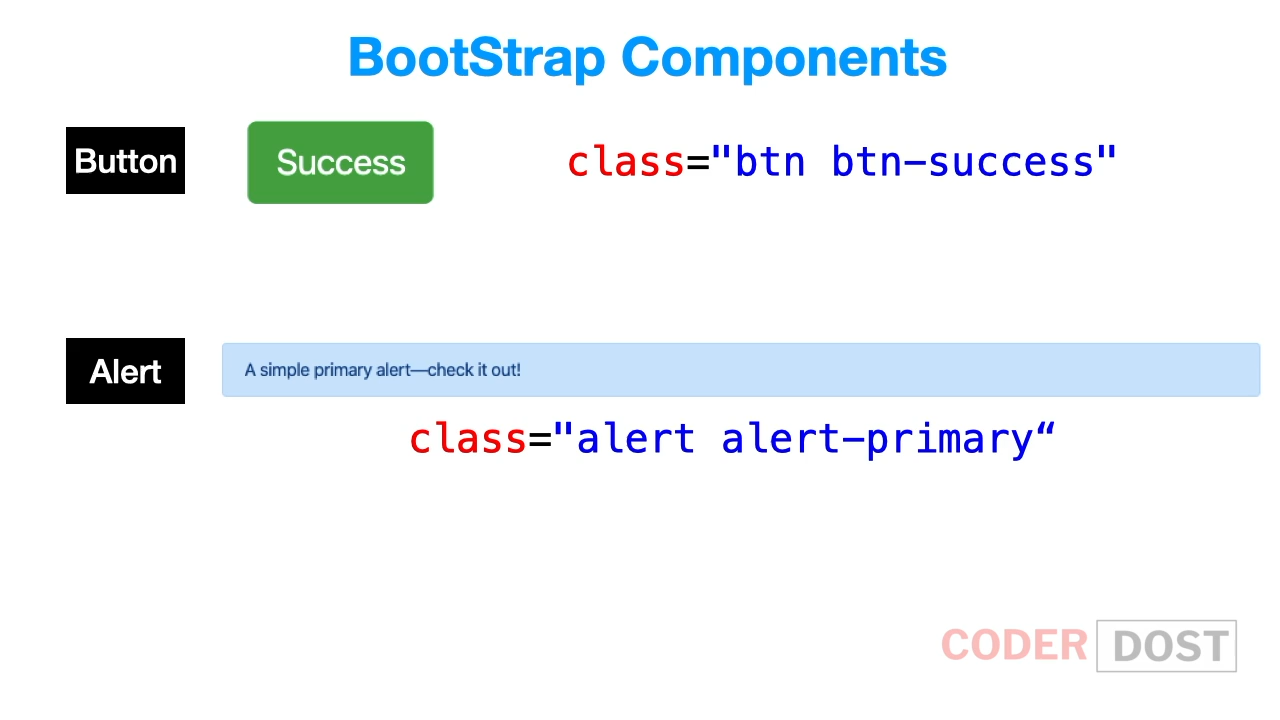 BootStrap Components
Button
Success
class="btn btn-success"
Alert
A simple primary alert—check it out!
class="alert alert-primary“
CODER DOST